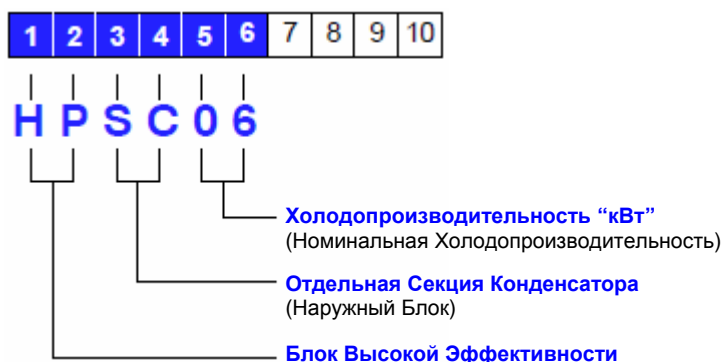 1 2 3 4 5 6 7 8 9 10
H P S C 0 6
Холодопроизводительность “кВт”
(Номинальная Холодопроизводительность)
Отдельная Секция Конденсатора
(Наружный Блок)
Блок Высокой Эффективности